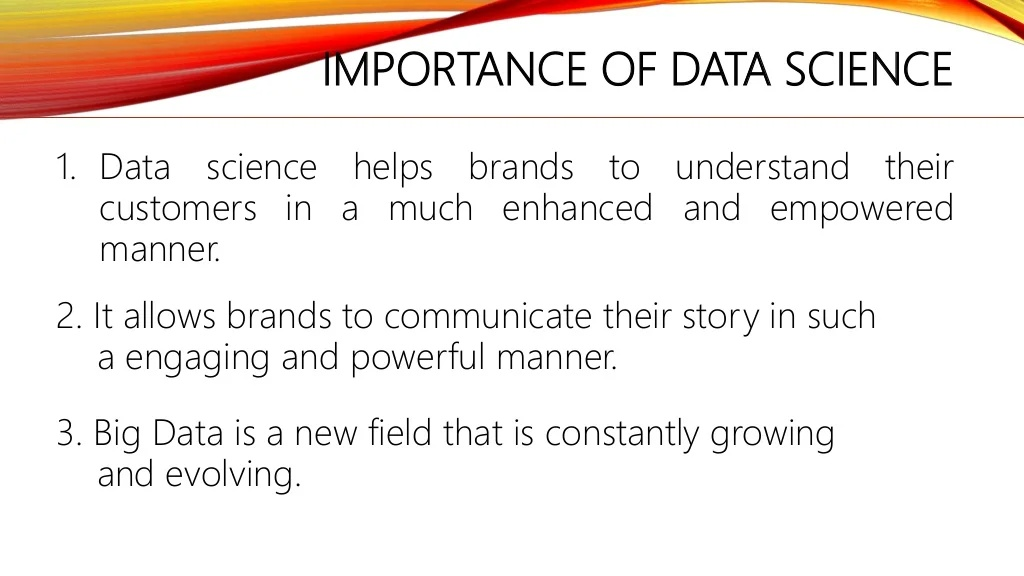 IMPORTANCE OF DATA SCIENCE
1. Data science helps brands to understand their
customers in a much enhanced and empowered
manner.
2. It allows brands to communicate their story in such
a engaging and powerful manner.
3. Big Data is a new field that is constantly growing
and evolving.